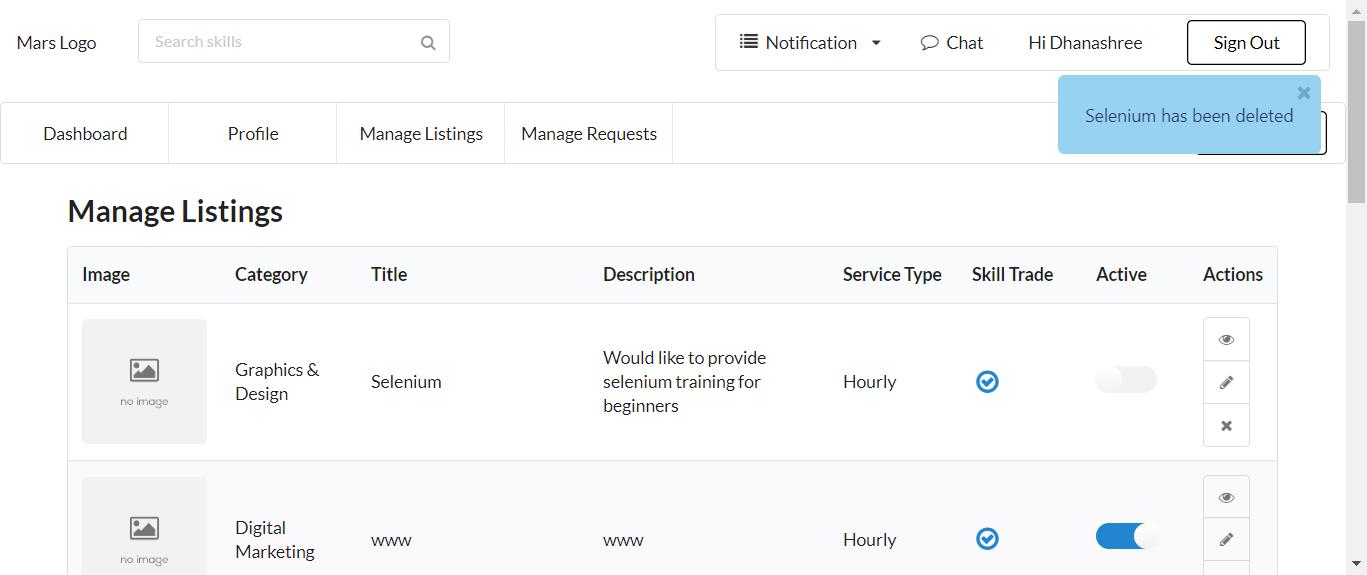 Mars Logo
Search skills
Notification
Chat
Hi Dhanashree
Sign Out
Selenium has been deleted
Dashboard
Profile
Manage Listings
Manage Requests
Manage Listings
Image Category Title Description Service Type Skill Trade Active Actions
no image
Graphics &
Design
Selenium
Would like to provide
selenium training for
beginners
Hourly
no image
Digital
Marketing
www
www
Hourly